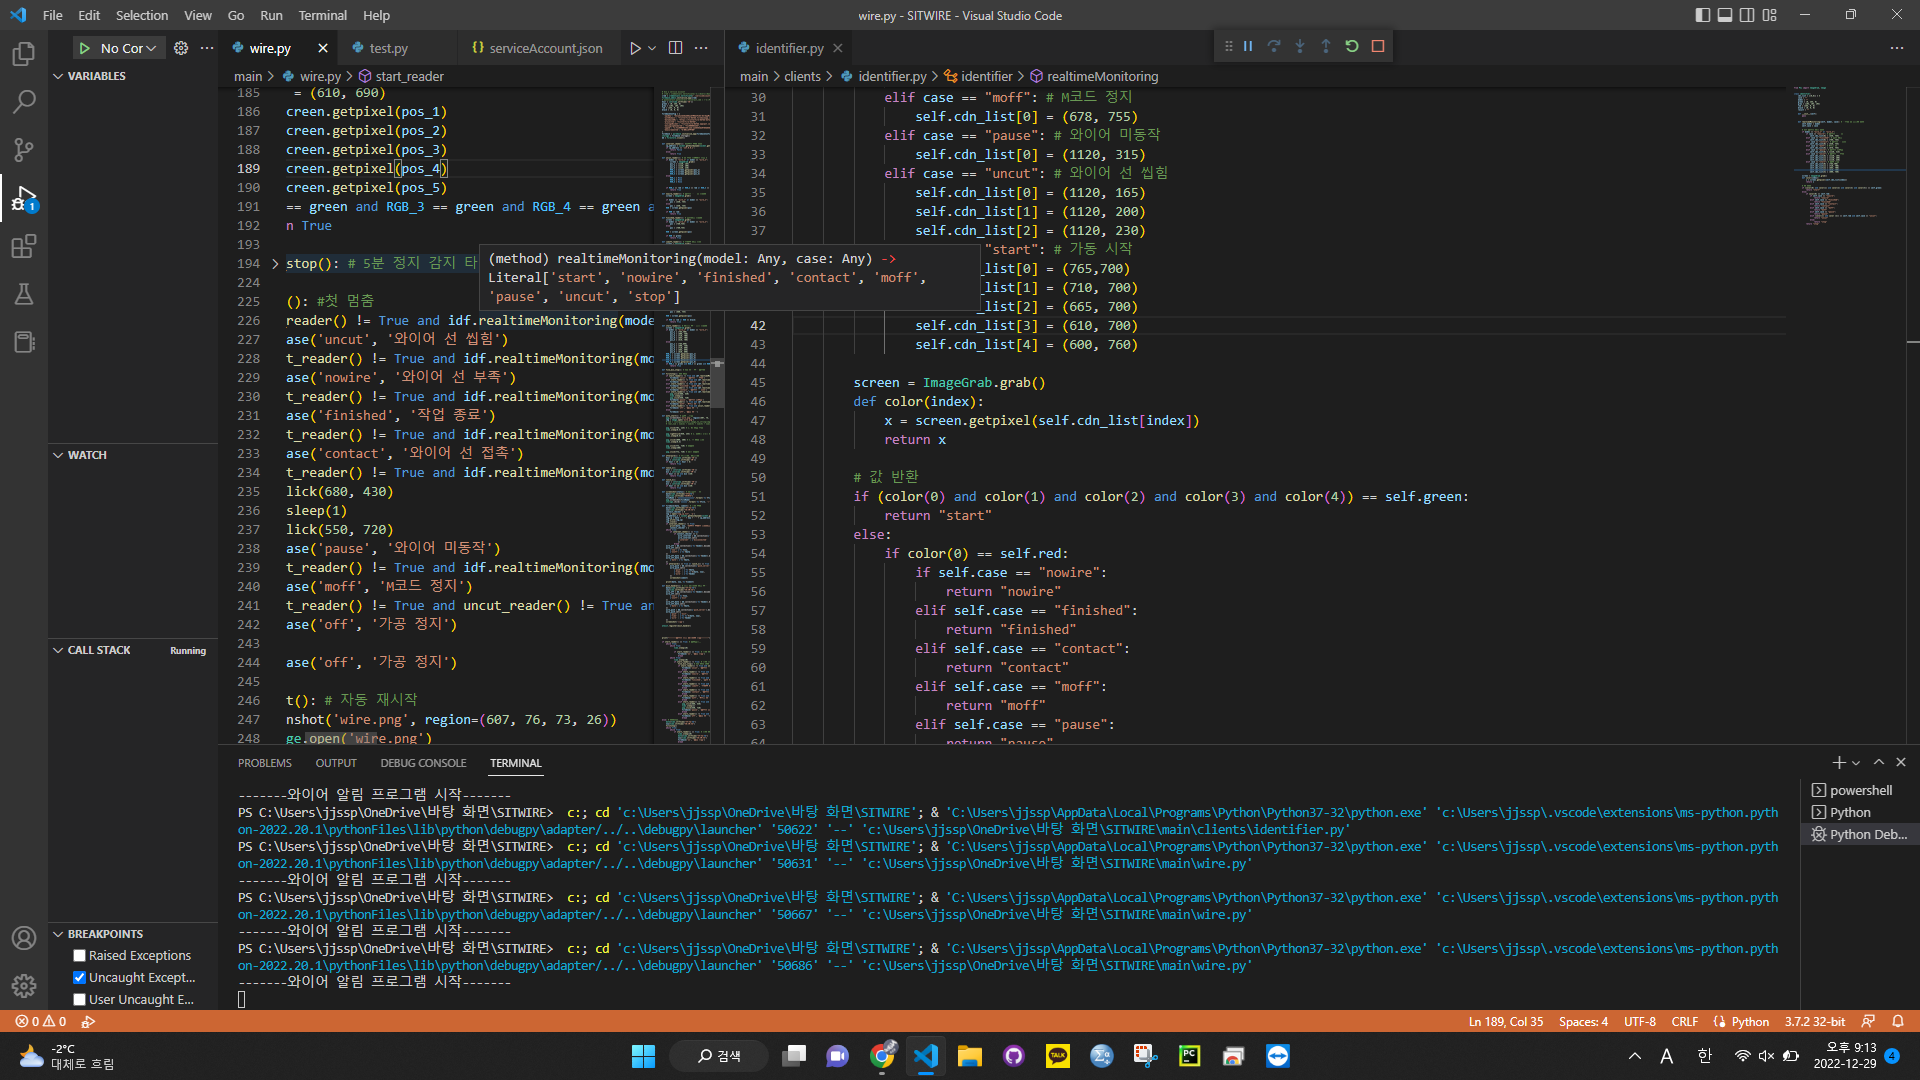 File Edit Selection View Go Run Terminal Help
wire.py - SITWIRE - Visual Studio Code
No Cor
wire.py
test.py
serviceAccount.json
identifier.py
VARIABLES
main > wire.py > start_reader
main > clients > identifier.py > identifier > realtimeMonitoring
185 = (610, 690)
186 creen.getpixel(pos_1)
187 creen.getpixel(pos_2)
188 creen.getpixel(pos_3)
189 creen.getpixel(pos_4)
190 creen.getpixel(pos_5)
191 == green and RGB_3 == green and RGB_4 == green a
192 n True
193
194 stop(): # 5분 정지 감지 타
224
225 (): #첫 멈춤
226 reader() != True and idf.realtimeMonitoring(mode
227 ase('uncut', '와이어 선 씹힘')
228 t_reader() != True and idf.realtimeMonitoring(mo
229 ase('nowire', '와이어 선 부족')
230 t_reader() != True and idf.realtimeMonitoring(mo
231 ase('finished', '작업 종료')
232 t_reader() != True and idf.realtimeMonitoring(mo
233 ase('contact', '와이어 선 접촉')
234 t_reader() != True and idf.realtimeMonitoring(mo
235 lick(680, 430)
236 sleep(1)
237 lick(550, 720)
238 ase('pause', '와이어 미동작')
239 t_reader() != True and idf.realtimeMonitoring(mo
240 ase('moff', 'M코드 정지')
241 t_reader() != True and uncut_reader() != True an
242 ase('off', '가공 정지')
243
244 ase('off', '가공 정지')
245
246 t(): # 자동 재시작
247 nshot('wire.png', region=(607, 76, 73, 26))
248 ge.open('wire.png')
(method) realtimeMonitoring(model: Any, case: Any) ->
Literal['start', 'nowire', 'finished', 'contact', 'moff',
'pause', 'uncut', 'stop']
30 elif case == "moff": # M코드 정지
31 self.cdn_list[0] = (678, 755)
32 elif case == "pause": # 와이어 미동작
33 self.cdn_list[0] = (1120, 315)
34 elif case == "uncut": # 와이어 선 씹힘
35 self.cdn_list[0] = (1120, 165)
36 self.cdn_list[1] = (1120, 200)
37 self.cdn_list[2] = (1120, 230)
"start": # 가동 시작
_list[0] = (765,700)
_list[1] = (710, 700)
_list[2] = (665, 700)
42 self.cdn_list[3] = (610, 700)
43 self.cdn_list[4] = (600, 760)
44
45 screen = ImageGrab.grab()
46 def color(index):
47 x = screen.getpixel(self.cdn_list[index])
48 return x
49
50 # 값 반환
51 if (color(0) and color(1) and color(2) and color(3) and color(4)) == self.green:
52 return "start"
53 else:
54 if color(0) == self.red:
55 if self.case == "nowire":
56 return "nowire"
57 elif self.case == "finished":
58 return "finished"
59 elif self.case == "contact":
60 return "contact"
61 elif self.case == "moff":
62 return "moff"
63 elif self.case == "pause":
64 return "pause"
WATCH
CALL STACK Running
BREAKPOINTS
Raised Exceptions
Uncaught Except...
User Uncaught E...
PROBLEMS OUTPUT DEBUG CONSOLE TERMINAL
-------와이어 알림 프로그램 시작-------
PS C:\Users\jjssp\OneDrive\바탕 화면\SITWIRE> c:; cd 'c:\Users\jjssp\OneDrive\바탕 화면\SITWIRE'; & 'C:\Users\jjssp\AppData\Local\Programs\Python\Python37-32\python.exe' 'c:\Users\jjssp\.vscode\extensions\ms-python.pyth
on-2022.20.1\pythonFiles\lib\python\debugpy\adapter/../..\debugpy\launcher' '50622' '--' 'c:\Users\jjssp\OneDrive\바탕 화면\SITWIRE\main\clients\identifier.py'
PS C:\Users\jjssp\OneDrive\바탕 화면\SITWIRE> c:; cd 'c:\Users\jjssp\OneDrive\바탕 화면\SITWIRE'; & 'C:\Users\jjssp\AppData\Local\Programs\Python\Python37-32\python.exe' 'c:\Users\jjssp\.vscode\extensions\ms-python.pyth
on-2022.20.1\pythonFiles\lib\python\debugpy\adapter/../..\debugpy\launcher' '50631' '--' 'c:\Users\jjssp\OneDrive\바탕 화면\SITWIRE\main\wire.py'
-------와이어 알림 프로그램 시작-------
PS C:\Users\jjssp\OneDrive\바탕 화면\SITWIRE> c:; cd 'c:\Users\jjssp\OneDrive\바탕 화면\SITWIRE'; & 'C:\Users\jjssp\AppData\Local\Programs\Python\Python37-32\python.exe' 'c:\Users\jjssp\.vscode\extensions\ms-python.pyth
on-2022.20.1\pythonFiles\lib\python\debugpy\adapter/../..\debugpy\launcher' '50667' '--' 'c:\Users\jjssp\OneDrive\바탕 화면\SITWIRE\main\wire.py'
-------와이어 알림 프로그램 시작-------
PS C:\Users\jjssp\OneDrive\바탕 화면\SITWIRE> c:; cd 'c:\Users\jjssp\OneDrive\바탕 화면\SITWIRE'; & 'C:\Users\jjssp\AppData\Local\Programs\Python\Python37-32\python.exe' 'c:\Users\jjssp\.vscode\extensions\ms-python.pyth
on-2022.20.1\pythonFiles\lib\python\debugpy\adapter/../..\debugpy\launcher' '50686' '--' 'c:\Users\jjssp\OneDrive\바탕 화면\SITWIRE\main\wire.py'
-------와이어 알림 프로그램 시작-------
powershell
Python
Python Deb...
0 0
Ln 189, Col 35 Spaces: 4 UTF-8 CRLF Python 3.7.2 32-bit
-2°C
대체로 흐림
검색
A 한
오후 9:13
2022-12-29
4